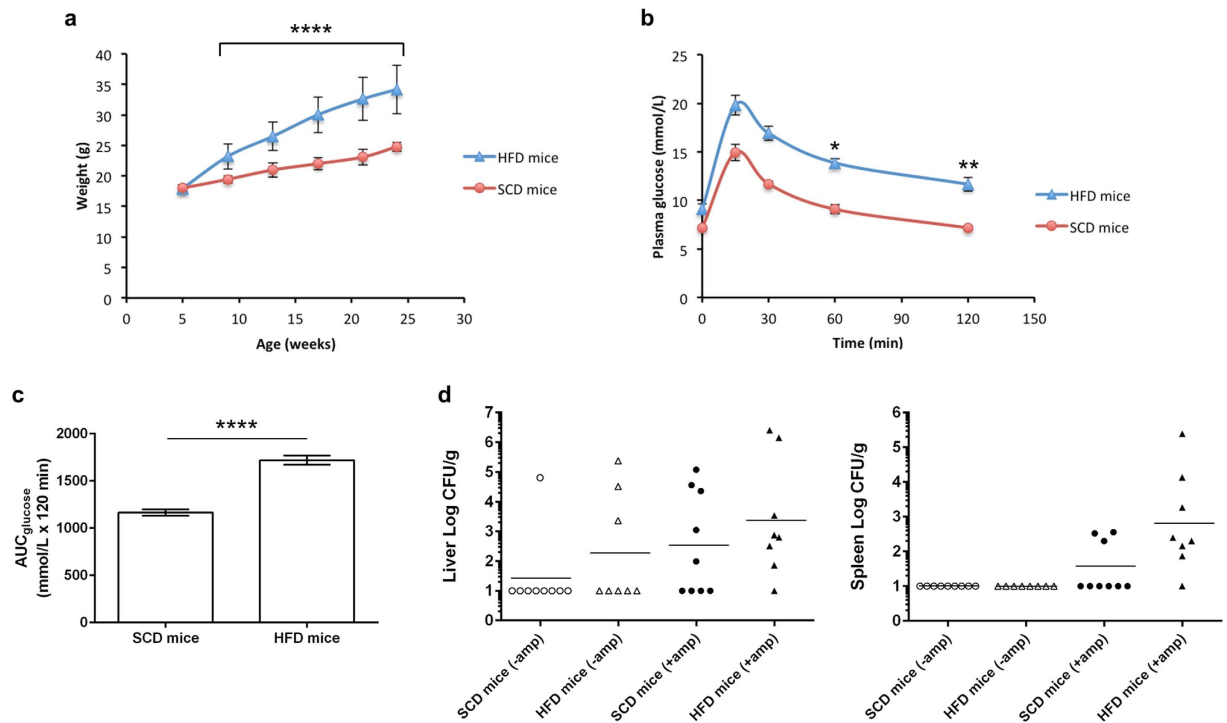 a
****
40
35
30
25
20
15
10
5
0
Weight (g)
0 5 10 15 20 25 30
Age (weeks)
HFD mice
SCD mice
b
25
20
15
10
5
0
Plasma glucose (mmol/L)
*
**
0 30 60 90 120 150
Time (min)
HFD mice
SCD mice
c
****
2000
1500
1000
500
0
AUCglucose
(mmol/L x 120 min)
SCD mice HFD mice
d
7
6
5
4
3
2
1
0
Liver Log CFU/g
SCD mice (-amp)
HFD mice (-amp)
SCD mice (+amp)
HFD mice (+amp)
6
5
4
3
2
1
0
Spleen Log CFU/g
SCD mice (-amp)
HFD mice (-amp)
SCD mice (+amp)
HFD mice (+amp)